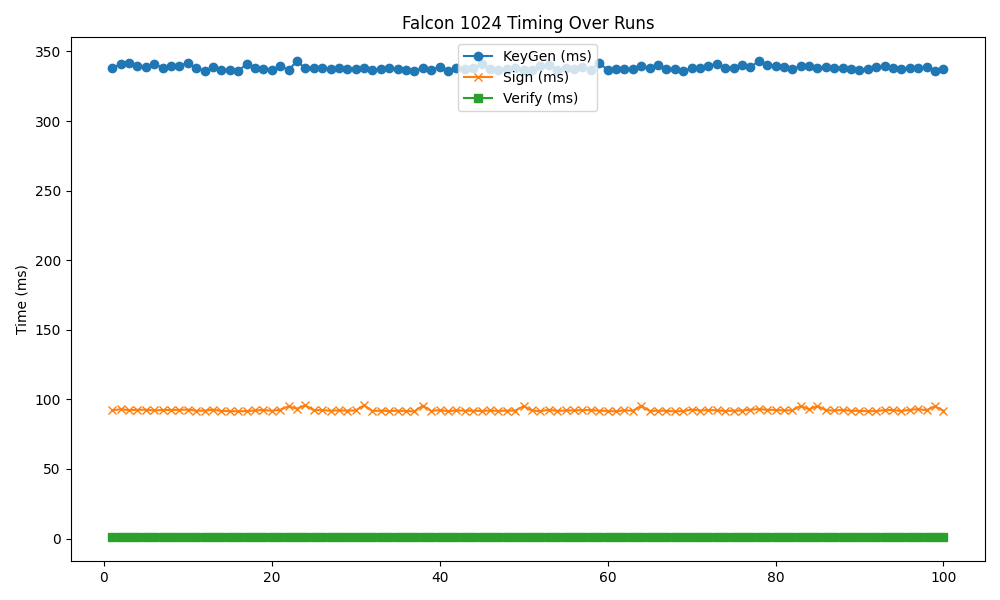 Falcon 1024 Timing Over Runs
KeyGen (ms)
Sign (ms)
Verify (ms)
Time (ms)
350
300
250
200
150
100
50
0
0 20 40 60 80 100